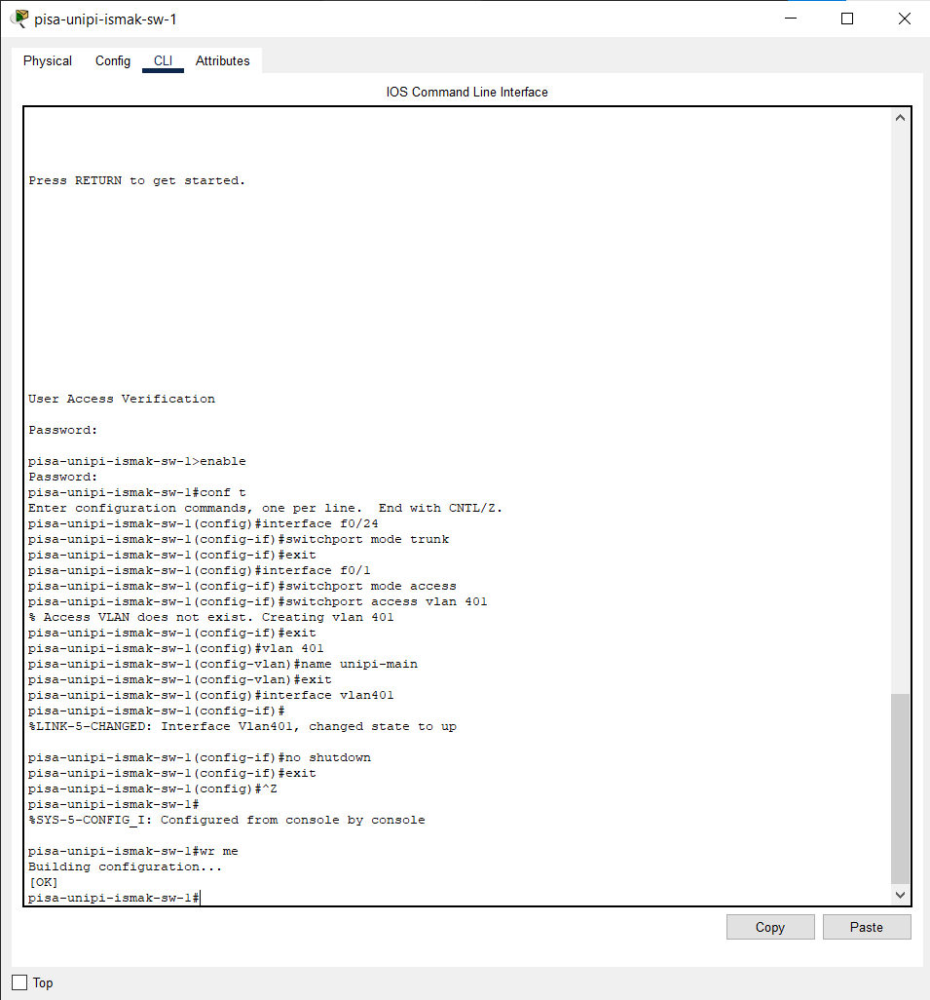 pisa-unipi-ismak-sw-1
Physical Config CLI Attributes
IOS Command Line Interface
Press RETURN to get started.
User Access Verification
Password:
pisa-unipi-ismak-sw-1>enable
Password:
pisa-unipi-ismak-sw-1#conf t
Enter configuration commands, one per line.  End with CNTL/Z.
pisa-unipi-ismak-sw-1(config)#interface f0/24
pisa-unipi-ismak-sw-1(config-if)#switchport mode trunk
pisa-unipi-ismak-sw-1(config-if)#exit
pisa-unipi-ismak-sw-1(config)#interface f0/1
pisa-unipi-ismak-sw-1(config-if)#switchport mode access
pisa-unipi-ismak-sw-1(config-if)#switchport access vlan 401
% Access VLAN does not exist. Creating vlan 401
pisa-unipi-ismak-sw-1(config-if)#exit
pisa-unipi-ismak-sw-1(config)#vlan 401
pisa-unipi-ismak-sw-1(config-vlan)#name unipi-main
pisa-unipi-ismak-sw-1(config-vlan)#exit
pisa-unipi-ismak-sw-1(config)#interface vlan401
pisa-unipi-ismak-sw-1(config-if)#
%LINK-5-CHANGED: Interface Vlan401, changed state to up
pisa-unipi-ismak-sw-1(config-if)#no shutdown
pisa-unipi-ismak-sw-1(config-if)#exit
pisa-unipi-ismak-sw-1(config)#^Z
pisa-unipi-ismak-sw-1#
%SYS-5-CONFIG_I: Configured from console by console
pisa-unipi-ismak-sw-1#wr me
Building configuration...
[OK]
pisa-unipi-ismak-sw-1#
Copy Paste
Top